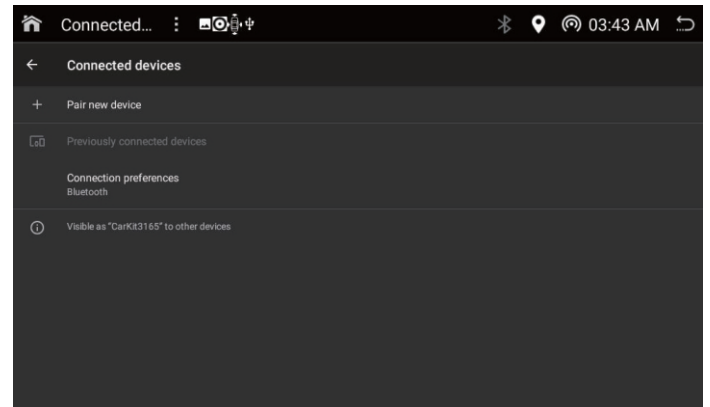 Connected...
03:43 AM
Connected devices
Pair new device
Previously connected devices
Connection preferences
Bluetooth
Visible as "CarKit3165" to other devices